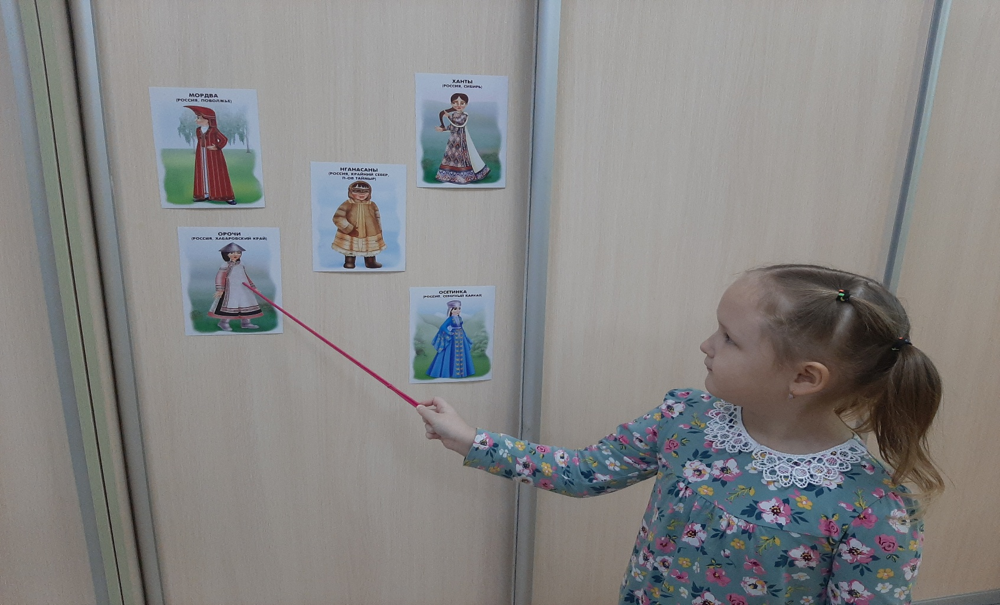 МОРДВА
(РОССИЯ, ПОВОЛЖЬЕ)
ХАНТЫ
(РОССИЯ, СИБИРЬ)
НГАНАСАНЫ
(РОССИЯ, КРАЙНИЙ СЕВЕР,
П-ОВ ТАЙМЫР)
ОРОЧИ
(РОССИЯ, ХАБАРОВСКИЙ КРАЙ)
ОСЕТИНКА
(РОССИЯ, СЕВЕРНЫЙ КАВКАЗ)